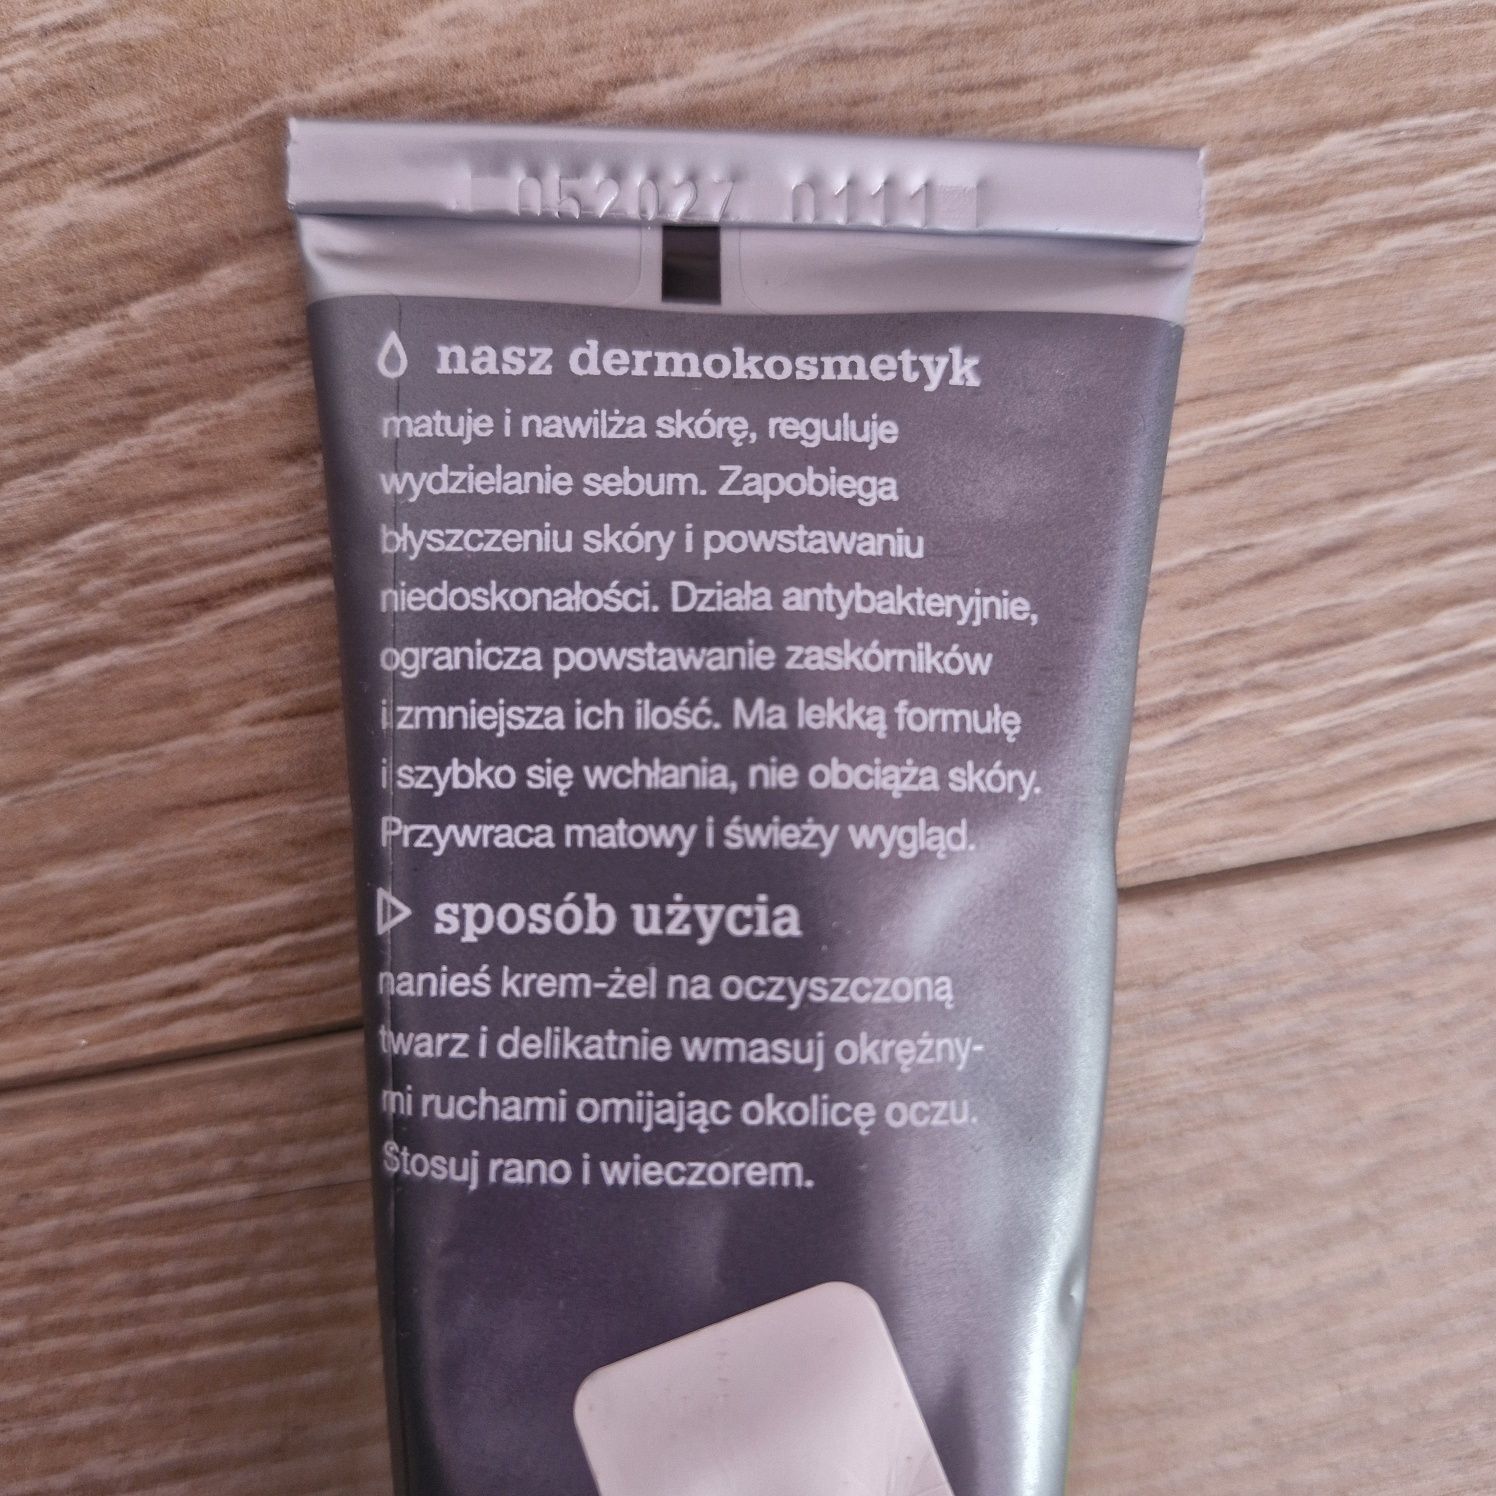 052027 0111
nasz dermokosmetyk
matuje i nawilża skórę, reguluje
wydzielanie sebum. Zapobiega
błyszczeniu skóry i powstawaniu
niedoskonałości. Działa antybakteryjnie,
ogranicza powstawanie zaskórników
i zmniejsza ich ilość. Ma lekką formułę
i szybko się wchłania, nie obciąża skóry.
Przywraca matowy i świeży wygląd.
sposób użycia
nanieś krem-żel na oczyszczoną
twarz i delikatnie wmasuj okrężny-
mi ruchami omijając okolicę oczu.
Stosuj rano i wieczorem.